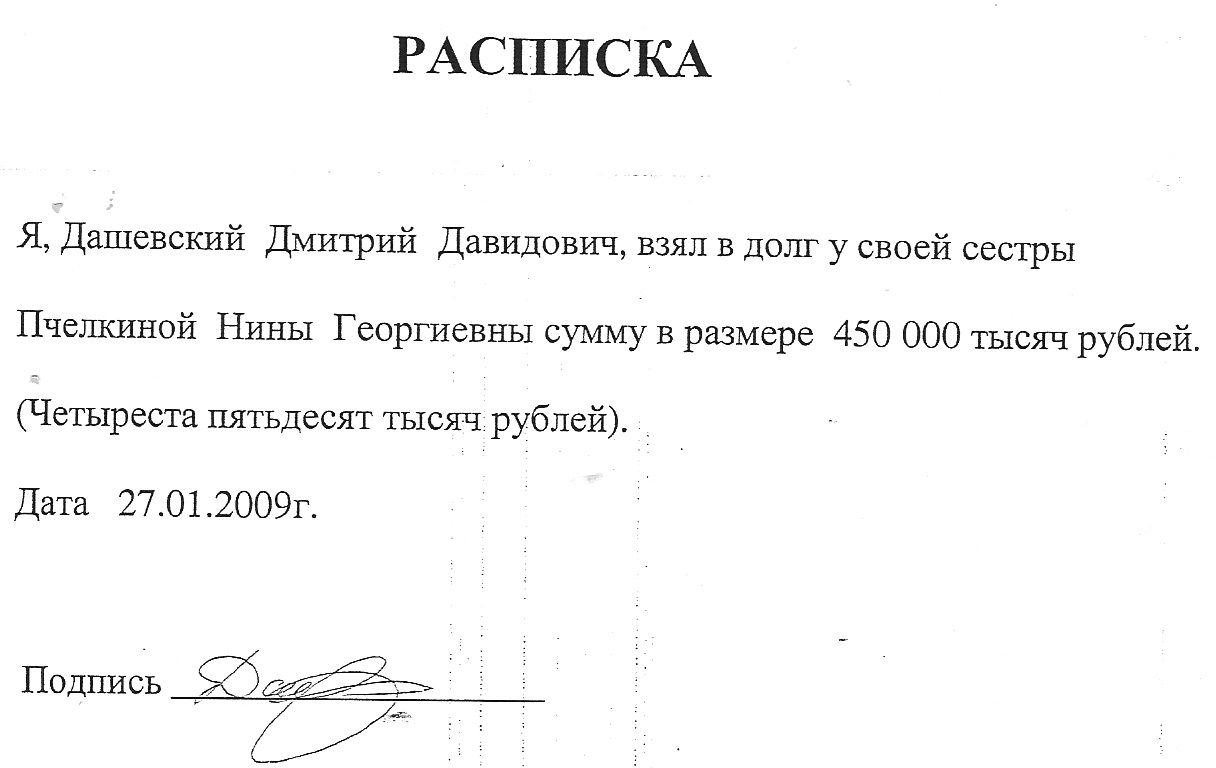 РАСПИСКА
Я, Дашевский Дмитрий Давидович, взял в долг у своей сестры
Пчелкиной Нины Георгиевны сумму в размере 450 000 тысяч рублей.
(Четыреста пятьдесят тысяч рублей).
Дата 27.01.2009г.
Подпись